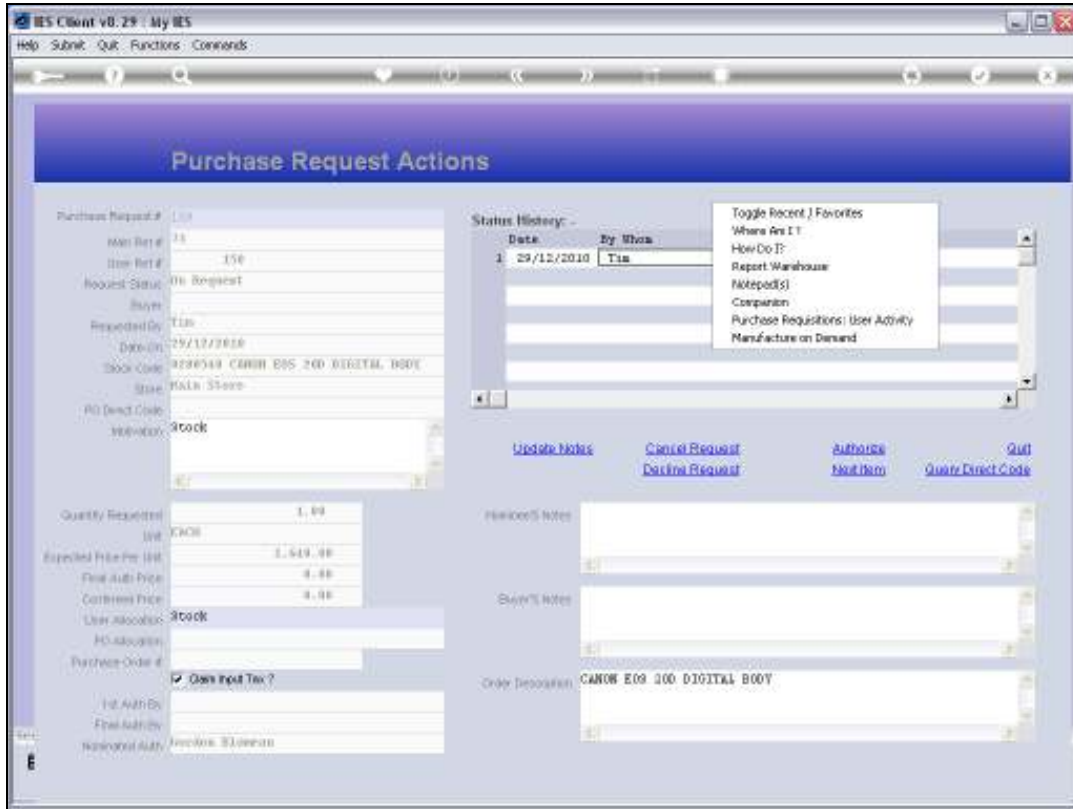 IES Client v8.29 : My IES
Help Submit Quit Functions Commands
Purchase Request Actions
Purchase Request #
Main Ref # 71
User Ref # 150
Request Status On Request
Buyer
Requested By Tim
Date On 29/12/2010
Stock Code 0280540 CANON EOS 20D DIGITAL BODY
Store Main Store
PO Direct Code
Motivation Stock
Quantity Requested 1.00
Unit EACH
Expected Price Per Unit
Final Auth Price 0.00
Confirmed Price 0.00
User Allocation Stock
PO Allocation
Purchase Order #
Claim Input Tax ?
1st Auth By
Final Auth By
Nominated Auth Gordon
Status History: -
Date By Whom
1 29/12/2010 Tim
Toggle Recent / Favorites
Where Am I ?
How Do I?
Report Warehouse
Notepad(s)
Companion
Purchase Requisitions: User Activity
Manufacture on Demand
Update Notes Cancel Request Authorize Quit
Decline Request Next Item Query Direct Code
Notes
Buyer'S Notes
Order Description CANON EOS 20D DIGITAL BODY